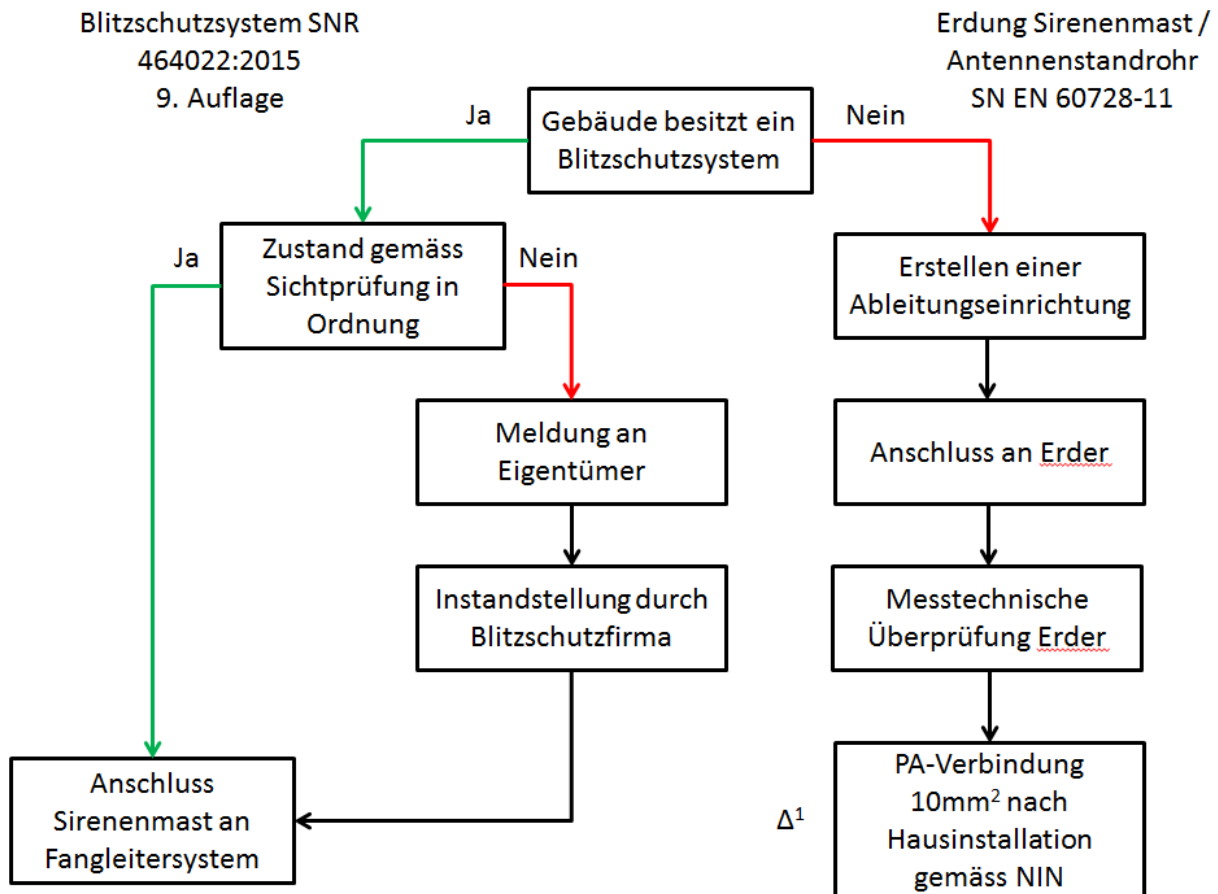 Blitzschutzsystem SNR
464022:2015
9. Auflage
Erdung Sirenenmast /
Antennenstandrohr
SN EN 60728-11
Ja
Gebäude besitzt ein
Blitzschutzsystem
Nein
Ja
Zustand gemäss
Sichtprüfung in
Ordnung
Nein
Erstellen einer
Ableitungseinrichtung
Meldung an
Eigentümer
Anschluss an Erder
Instandstellung durch
Blitzschutzfirma
Messtechnische
Überprüfung Erder
Anschluss
Sirenenmast an
Fangleitersystem
Δ¹
PA-Verbindung
10mm² nach
Hausinstallation
gemäss NIN